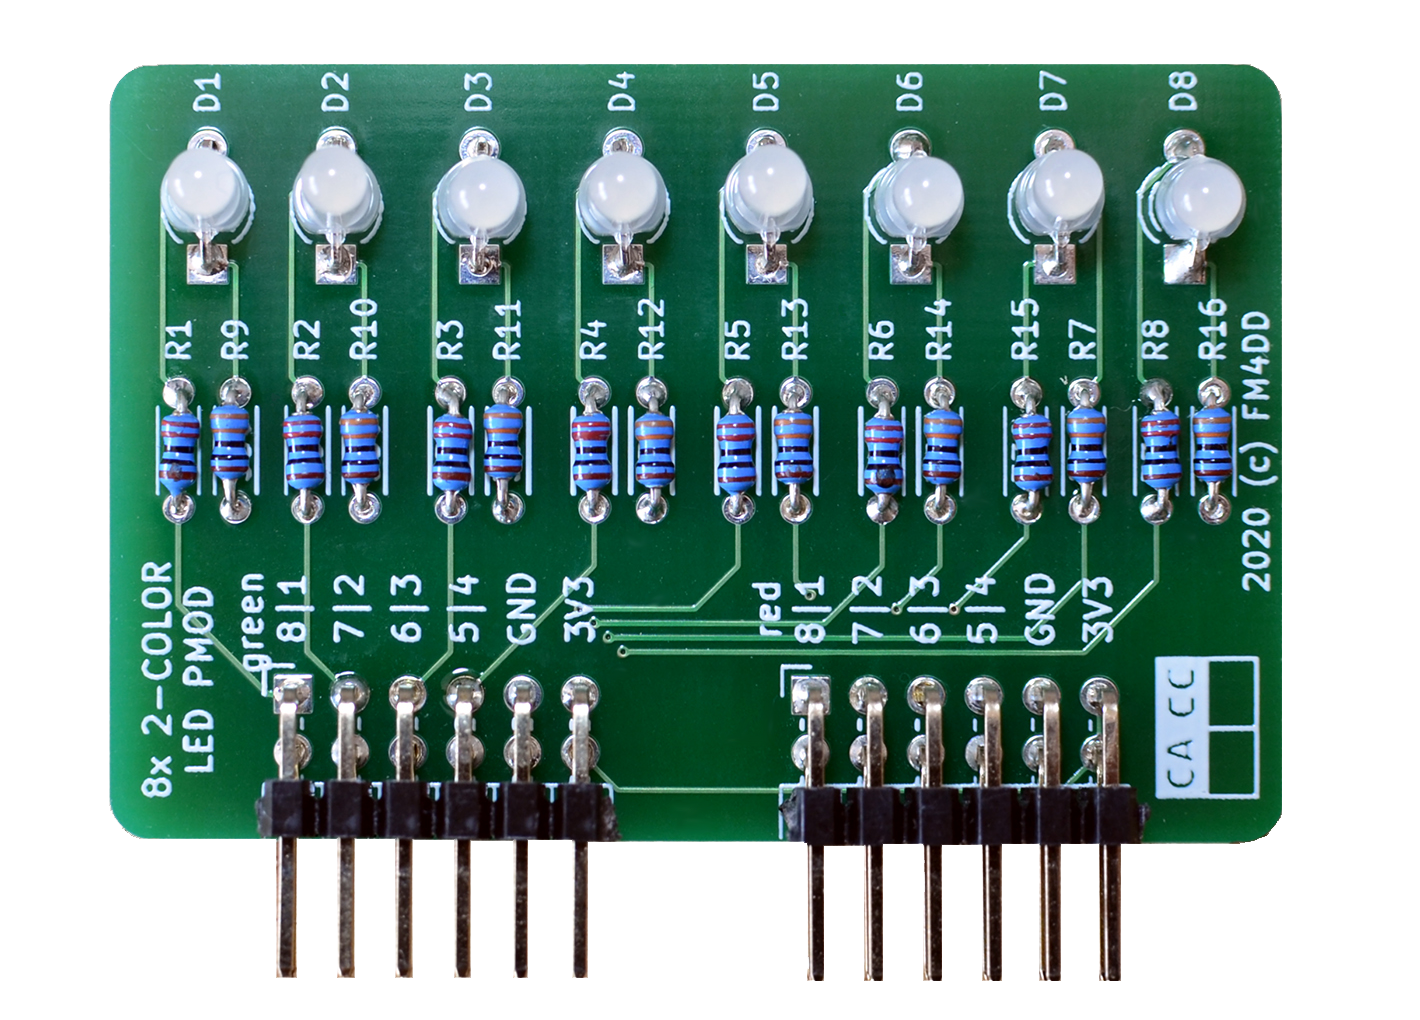 D1 D2 D3 D4 D5 D6 D7 D8
R1 R9 R2 R10 R3 R11 R4 R12 R5 R13 R6 R14 R15 R7 R8 R16
8x 2-COLOR
LED PMOD
green
8|1
7|2
6|3
5|4
GND
3V3
red
8|1
7|2
6|3
5|4
GND
3V3
CA CC
2020 (c) FM4DD